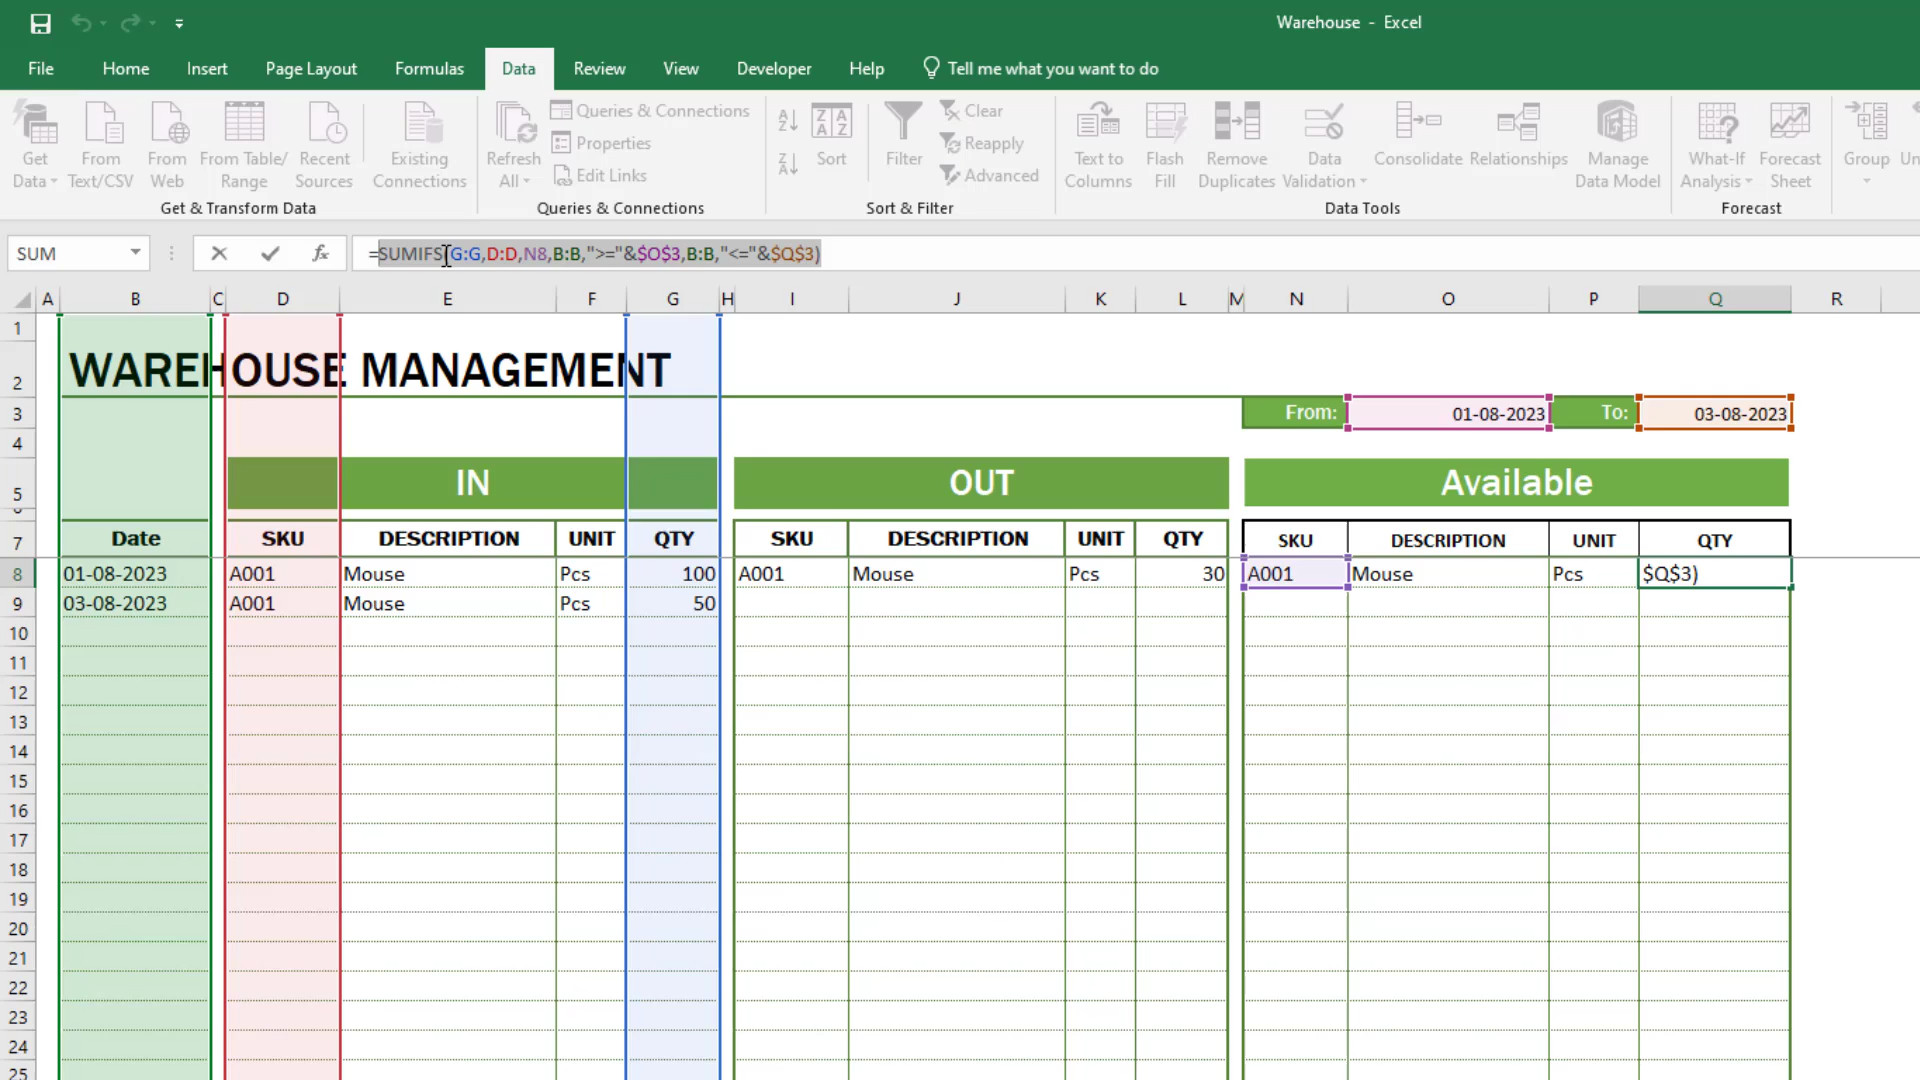 Warehouse - Excel
File Home Insert Page Layout Formulas Data Review View Developer Help Tell me what you want to do
Get Data From Text/CSV From Web From Table/ Range Recent Sources Existing Connections
Get & Transform Data
Refresh All Queries & Connections Properties Edit Links
Queries & Connections
Sort Filter Clear Reapply Advanced
Sort & Filter
Text to Columns Flash Fill Remove Duplicates Data Validation Consolidate Relationships Manage Data Model
Data Tools
What-If Analysis Forecast Sheet
Forecast
Group
SUM fx =SUMIFS(G:G,D:D,N8,B:B,">="&$O$3,B:B,"<="&$Q$3)
A B C D E F G H I J K L M N O P Q R
1
2 WAREHOUSE MANAGEMENT
3 From: 01-08-2023 To: 03-08-2023
4
5 IN OUT Available
7 Date SKU DESCRIPTION UNIT QTY SKU DESCRIPTION UNIT QTY SKU DESCRIPTION UNIT QTY
8 01-08-2023 A001 Mouse Pcs 100 A001 Mouse Pcs 30 A001 Mouse Pcs $Q$3)
9 03-08-2023 A001 Mouse Pcs 50
10
11
12
13
14
15
16
17
18
19
20
21
22
23
24
25